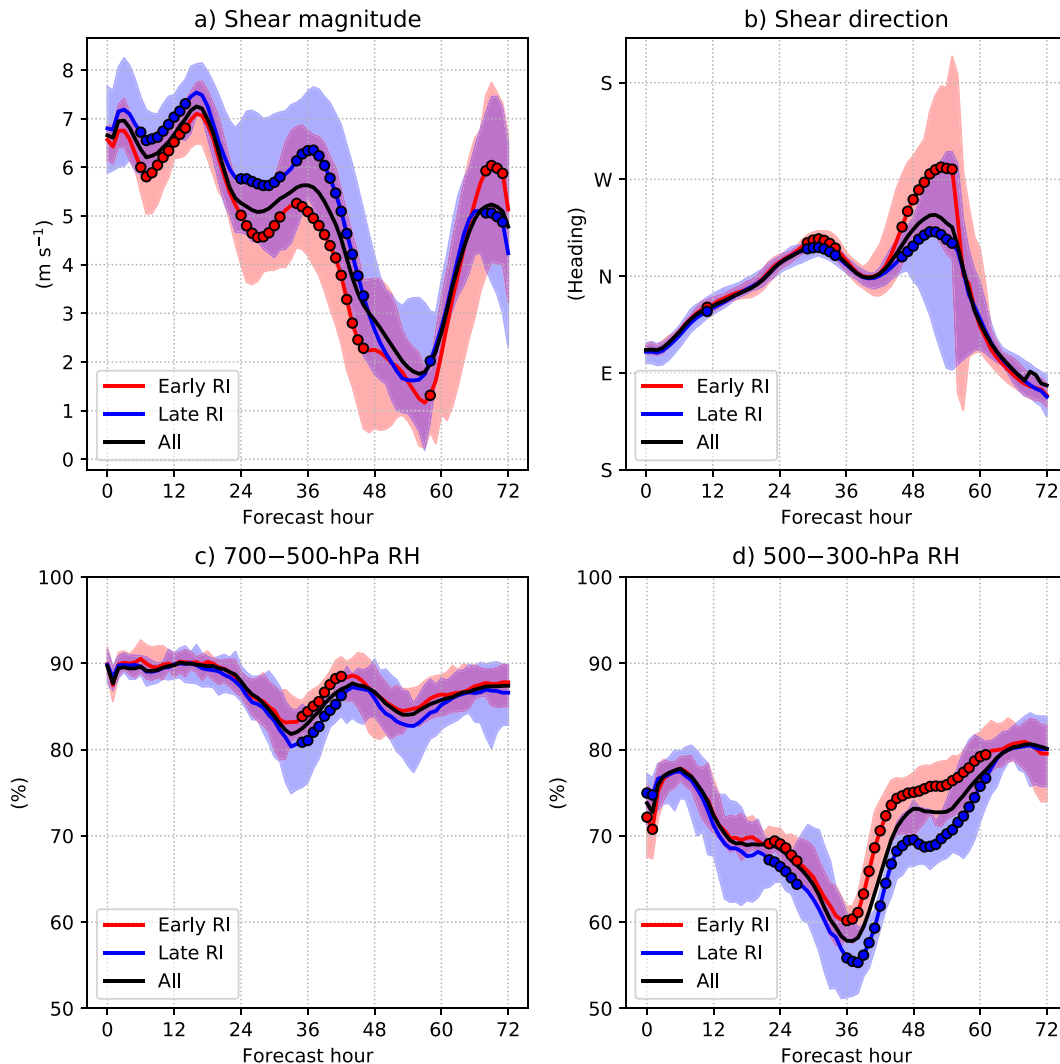 a) Shear magnitude
(m s⁻¹)
8
7
6
5
4
3
2
1
0
Early RI
Late RI
All
0 12 24 36 48 60 72
Forecast hour
b) Shear direction
(Heading)
S
W
N
E
S
Early RI
Late RI
All
0 12 24 36 48 60 72
Forecast hour
c) 700−500-hPa RH
(%)
100
90
80
70
60
50
Early RI
Late RI
All
0 12 24 36 48 60 72
Forecast hour
d) 500−300-hPa RH
(%)
100
90
80
70
60
50
Early RI
Late RI
All
0 12 24 36 48 60 72
Forecast hour